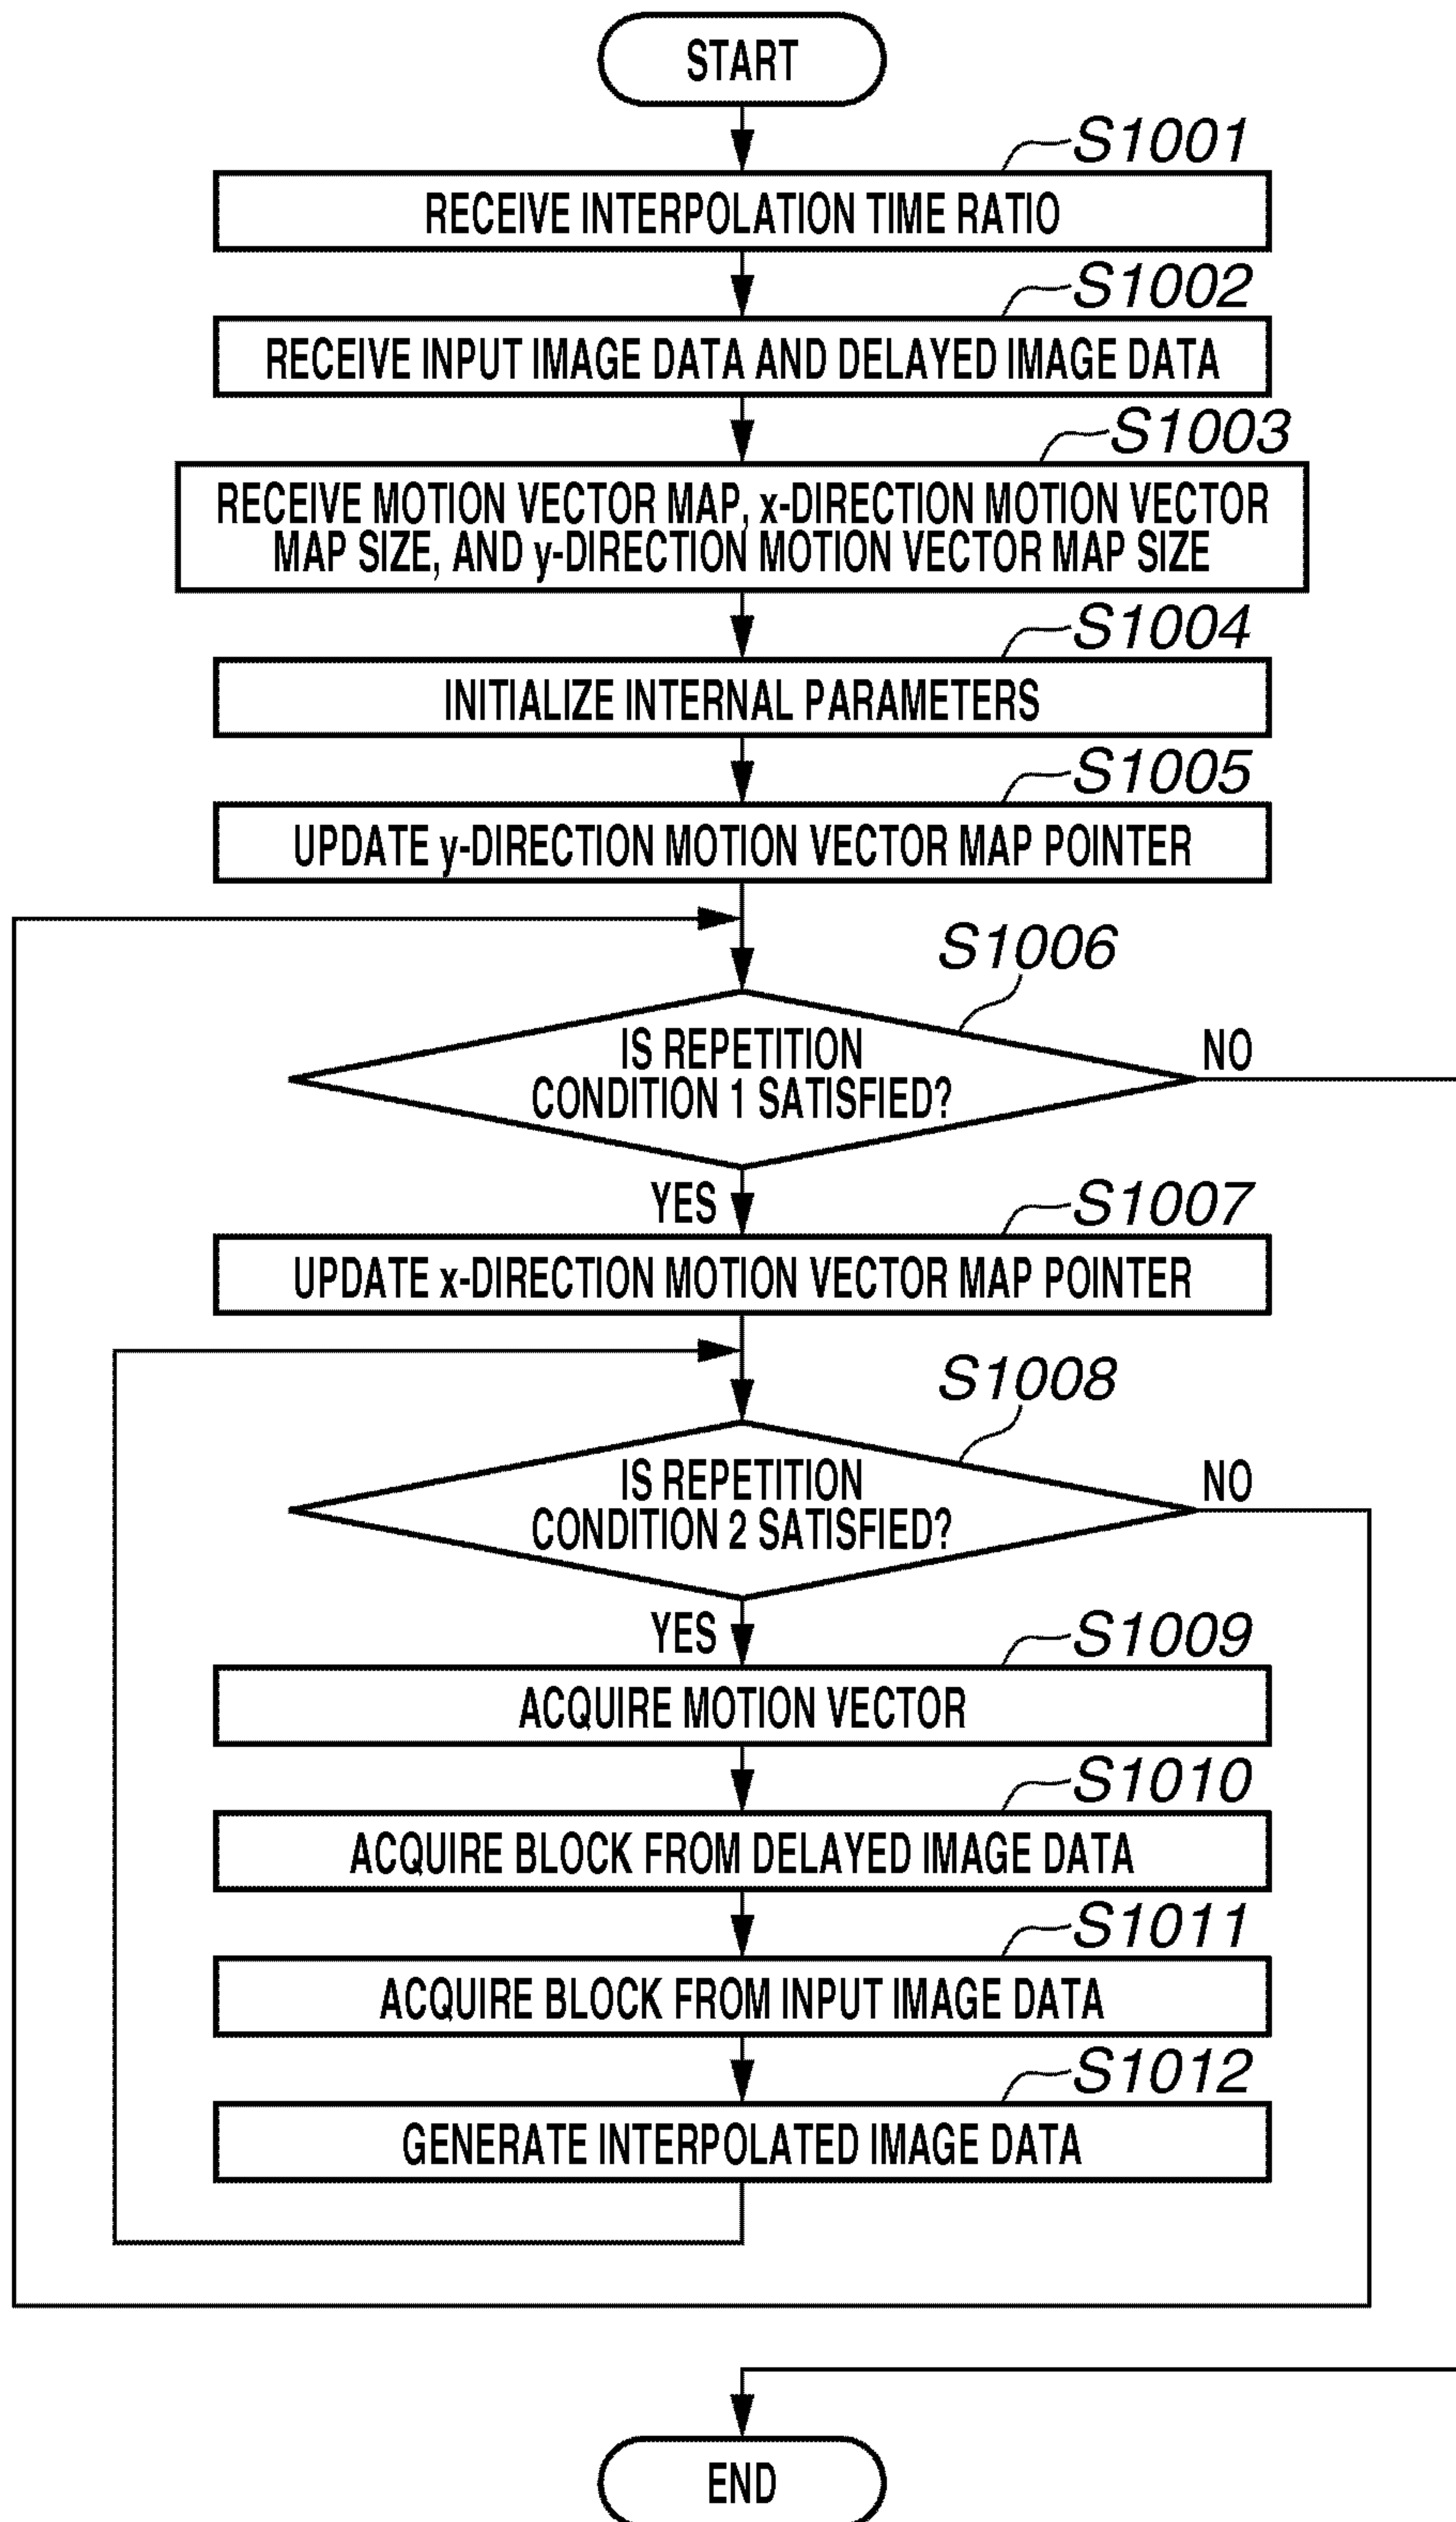 START
S1001
RECEIVE INTERPOLATION TIME RATIO
S1002
RECEIVE INPUT IMAGE DATA AND DELAYED IMAGE DATA
S1003
RECEIVE MOTION VECTOR MAP, x-DIRECTION MOTION VECTOR
MAP SIZE, AND y-DIRECTION MOTION VECTOR MAP SIZE
S1004
INITIALIZE INTERNAL PARAMETERS
S1005
UPDATE y-DIRECTION MOTION VECTOR MAP POINTER
S1006
IS REPETITION
CONDITION 1 SATISFIED?
NO
YES
S1007
UPDATE x-DIRECTION MOTION VECTOR MAP POINTER
S1008
IS REPETITION
CONDITION 2 SATISFIED?
NO
YES
S1009
ACQUIRE MOTION VECTOR
S1010
ACQUIRE BLOCK FROM DELAYED IMAGE DATA
S1011
ACQUIRE BLOCK FROM INPUT IMAGE DATA
S1012
GENERATE INTERPOLATED IMAGE DATA
END